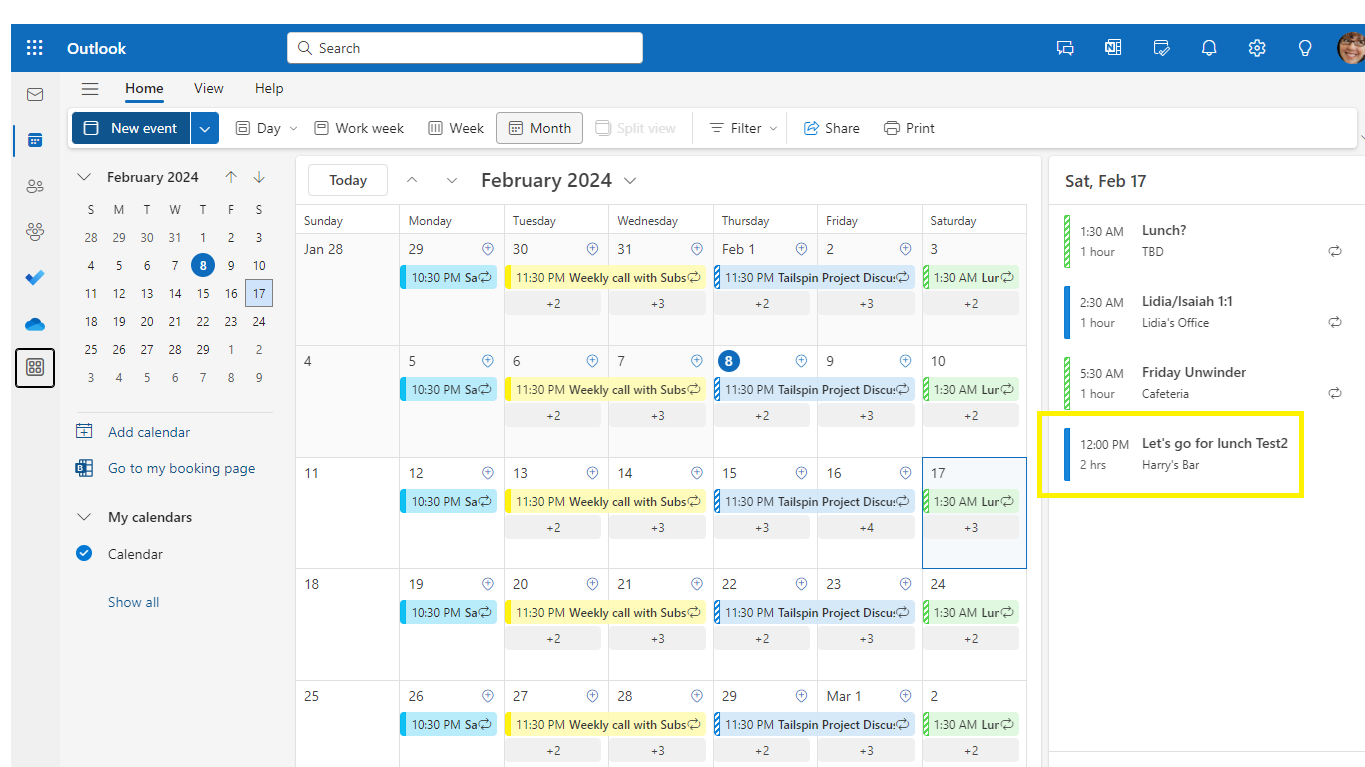 Outlook
Search
Home View Help
New event Day Work week Week Month Split view Filter Share Print
February 2024
S M T W T F S
28 29 30 31 1 2 3
4 5 6 7 8 9 10
11 12 13 14 15 16 17
18 19 20 21 22 23 24
25 26 27 28 29 1 2
3 4 5 6 7 8 9
Add calendar
Go to my booking page
My calendars
Calendar
Show all
Today February 2024
Sunday Monday Tuesday Wednesday Thursday Friday Saturday
Jan 28 29 30 31 Feb 1 2 3
10:30 PM Sa 11:30 PM Weekly call with Subs 11:30 PM Tailspin Project Discu 1:30 AM Lur
+2 +3 +2 +3 +2
4 5 6 7 8 9 10
10:30 PM Sa 11:30 PM Weekly call with Subs 11:30 PM Tailspin Project Discu 1:30 AM Lur
+2 +3 +2 +3 +2
11 12 13 14 15 16 17
10:30 PM Sa 11:30 PM Weekly call with Subs 11:30 PM Tailspin Project Discu 1:30 AM Lur
+2 +3 +3 +4 +3
18 19 20 21 22 23 24
10:30 PM Sa 11:30 PM Weekly call with Subs 11:30 PM Tailspin Project Discu 1:30 AM Lur
+2 +3 +2 +3 +2
25 26 27 28 29 Mar 1 2
10:30 PM Sa 11:30 PM Weekly call with Subs 11:30 PM Tailspin Project Discu 1:30 AM Lur
+2 +3 +2 +3 +2
Sat, Feb 17
1:30 AM Lunch?
1 hour TBD
2:30 AM Lidia/Isaiah 1:1
1 hour Lidia's Office
5:30 AM Friday Unwinder
1 hour Cafeteria
12:00 PM Let's go for lunch Test2
2 hrs Harry's Bar